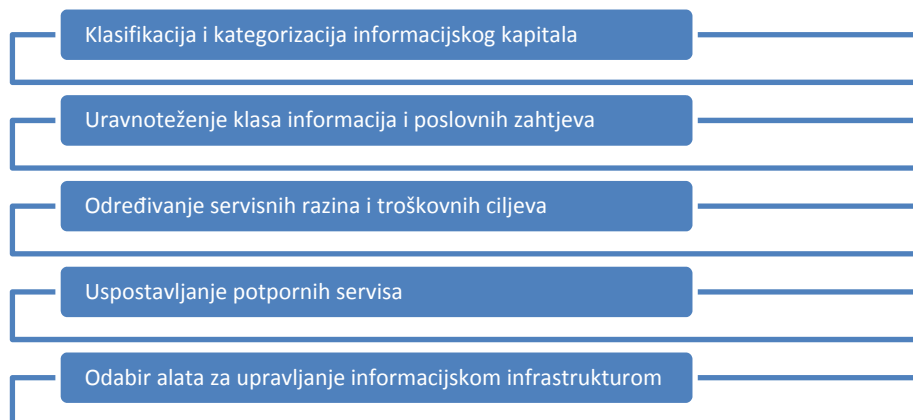 Klasifikacija i kategorizacija informacijskog kapitala
Uravnoteženje klasa informacija i poslovnih zahtjeva
Određivanje servisnih razina i troškovnih ciljeva
Uspostavljanje potpornih servisa
Odabir alata za upravljanje informacijskom infrastrukturom